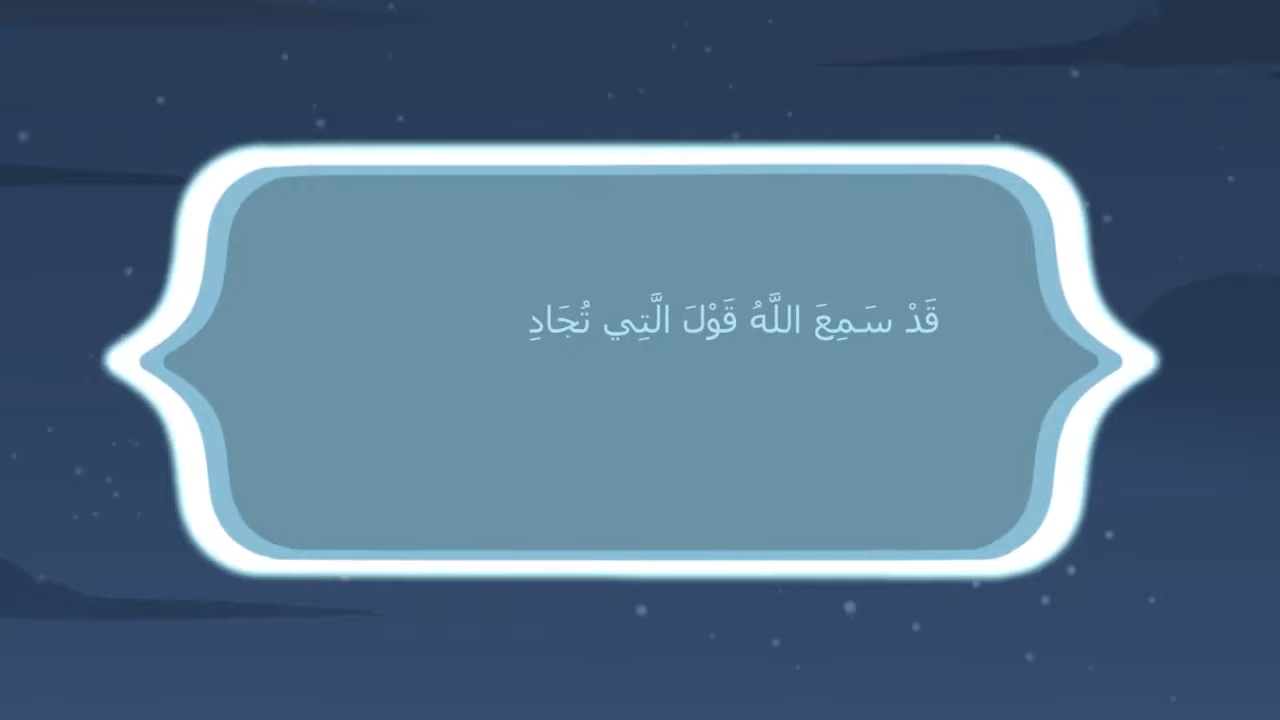 قَدْ سَمِعَ اللَّهُ قَوْلَ الَّتِي تُجَادِ